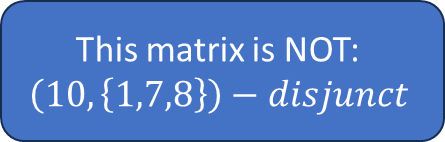 This matrix is NOT:
(10, {1,7,8}) − disjunct